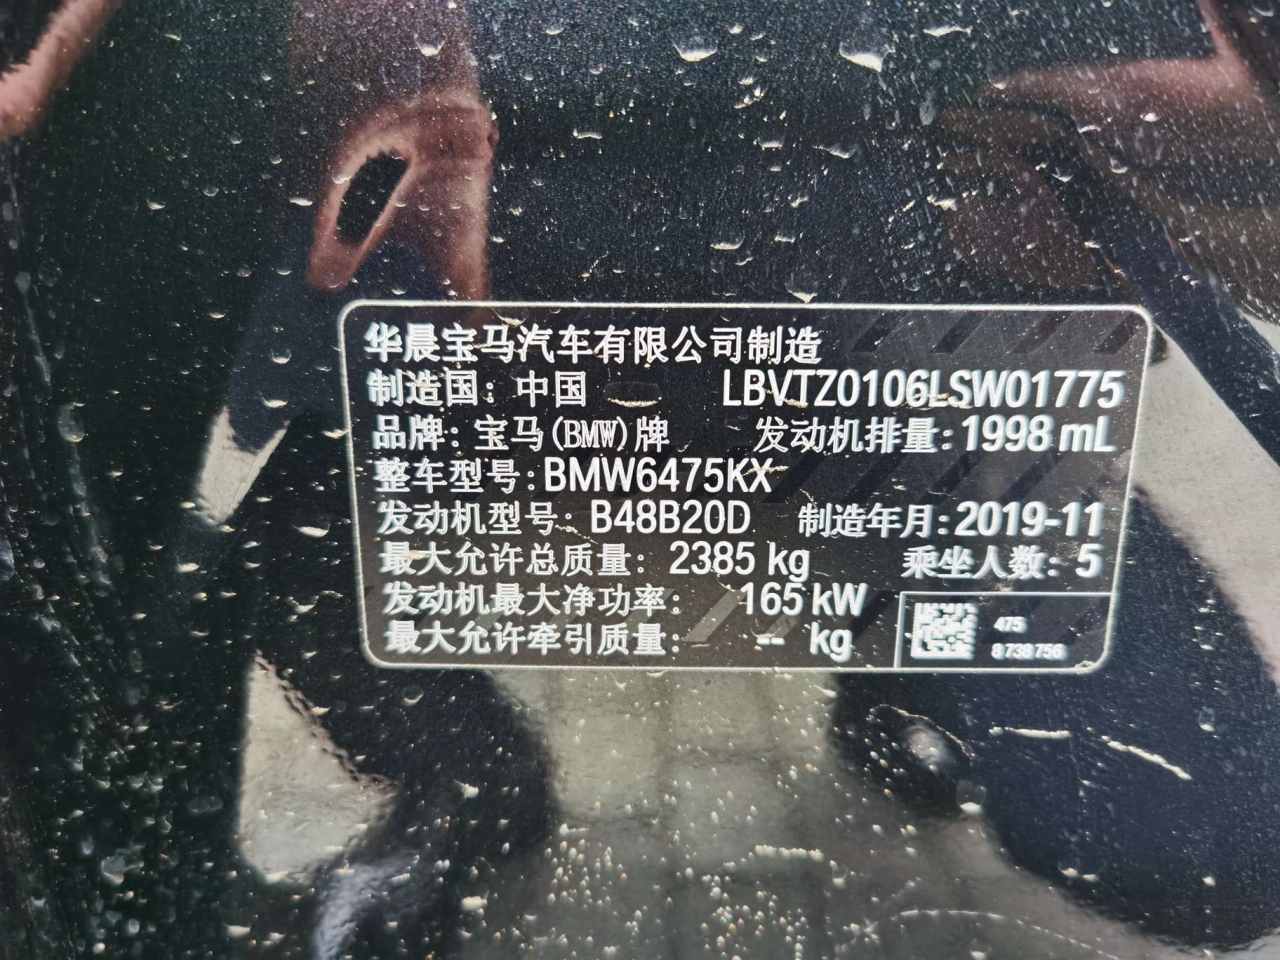 华晨宝马汽车有限公司制造
制造国：中国 LBVTZ0106LSW01775
品牌：宝马(BMW)牌 发动机排量：1998 mL
整车型号：BMW6475KX
发动机型号：B48B20D 制造年月：2019-11
最大允许总质量：2385 kg 乘坐人数：5
发动机最大净功率：165 kW
最大允许牵引质量：-- kg
475
8738756